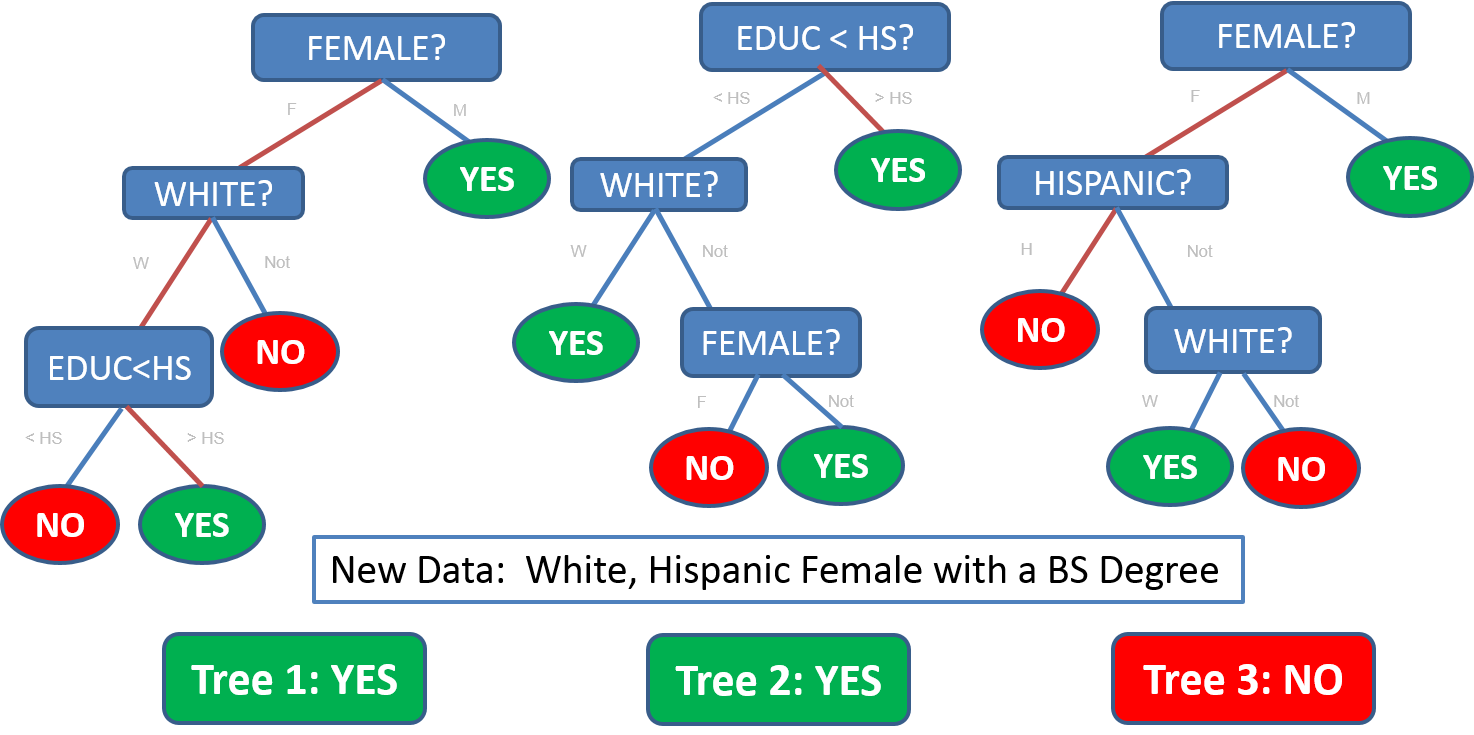 FEMALE?
F
M
WHITE?
YES
W
Not
EDUC<HS
NO
< HS
> HS
NO
YES
EDUC < HS?
< HS
> HS
WHITE?
YES
W
Not
YES
FEMALE?
F
Not
NO
YES
FEMALE?
F
M
HISPANIC?
YES
H
Not
NO
WHITE?
W
Not
YES
NO
New Data: White, Hispanic Female with a BS Degree
Tree 1: YES
Tree 2: YES
Tree 3: NO